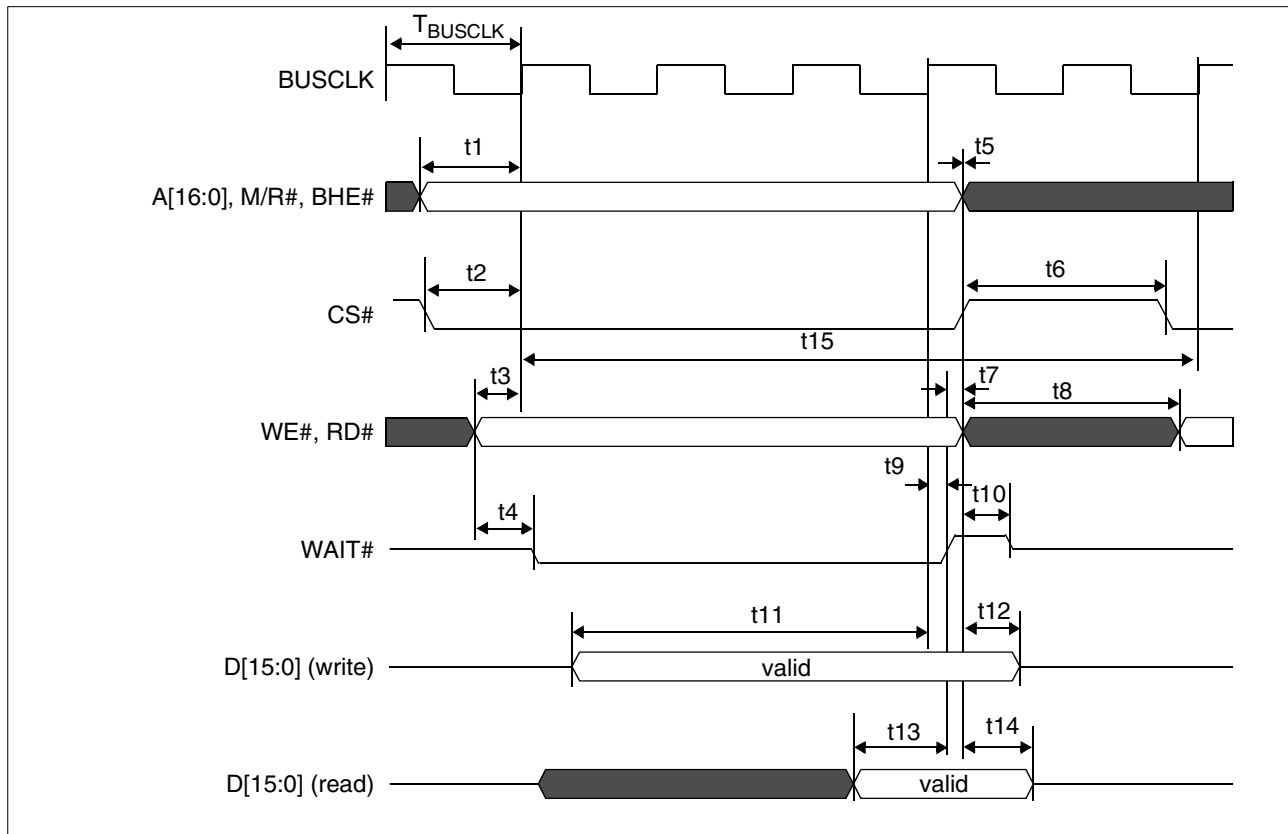 TBUSCLK
BUSCLK
t1
t5
A[16:0], M/R#, BHE#
t2
t6
CS#
t15
t3
t7
t8
WE#, RD#
t9
t10
t4
WAIT#
t11
t12
D[15:0] (write)
valid
t13
t14
D[15:0] (read)
valid